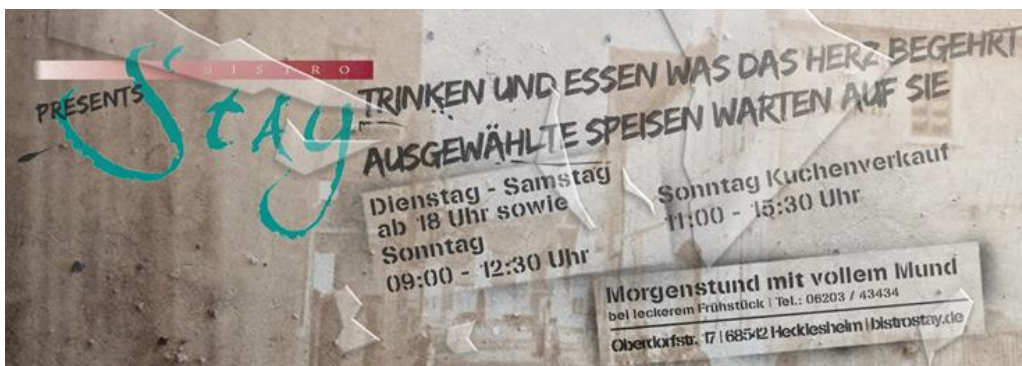 BISTRO
PRESENTS
Stay
TRINKEN UND ESSEN WAS DAS HERZ BEGEHRT
AUSGEWÄHLTE SPEISEN WARTEN AUF SIE
Dienstag - Samstag
ab 18 Uhr sowie
Sonntag
09:00 - 12:30 Uhr
Sonntag Kuchenverkauf
11:00 - 15:30 Uhr
Morgenstund mit vollem Mund
bei leckerem Frühstück | Tel.: 06203 / 43434
Oberdorfstr. 17 | 68542 Heddesheim | bistrostay.de